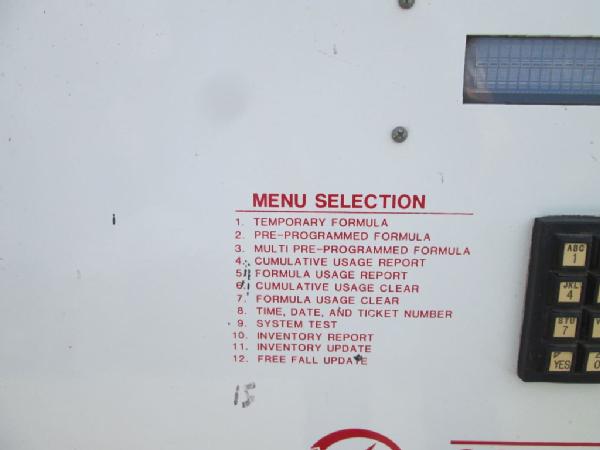 MENU SELECTION
1. TEMPORARY FORMULA
2. PRE-PROGRAMMED FORMULA
3. MULTI PRE-PROGRAMMED FORMULA
4. CUMULATIVE USAGE REPORT
5. FORMULA USAGE REPORT
6. CUMULATIVE USAGE CLEAR
7. FORMULA USAGE CLEAR
8. TIME, DATE, AND TICKET NUMBER
9. SYSTEM TEST
10. INVENTORY REPORT
11. INVENTORY UPDATE
12. FREE FALL UPDATE
15
ABC
1
JKL
4
STU
7
YES
0